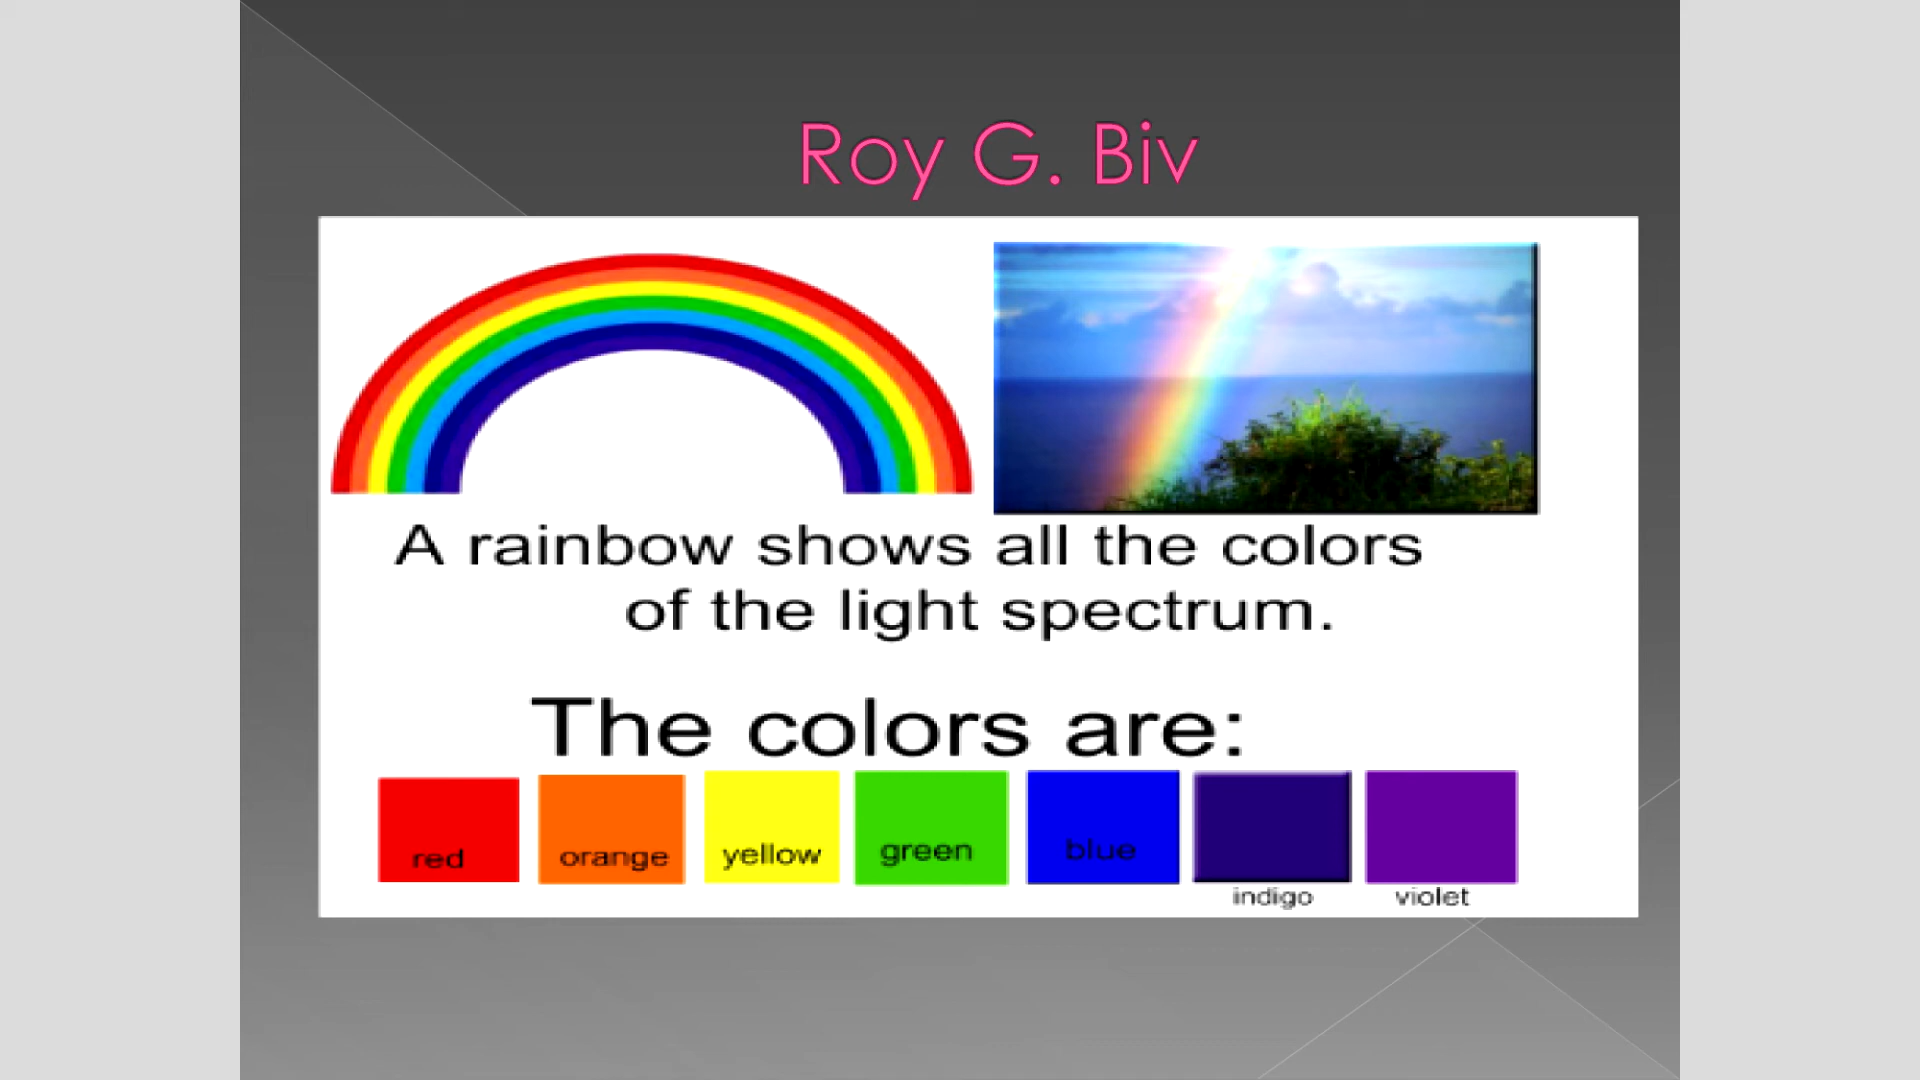 Roy G. Biv
A rainbow shows all the colors
of the light spectrum.
The colors are:
red
orange
yellow
green
blue
indigo
violet